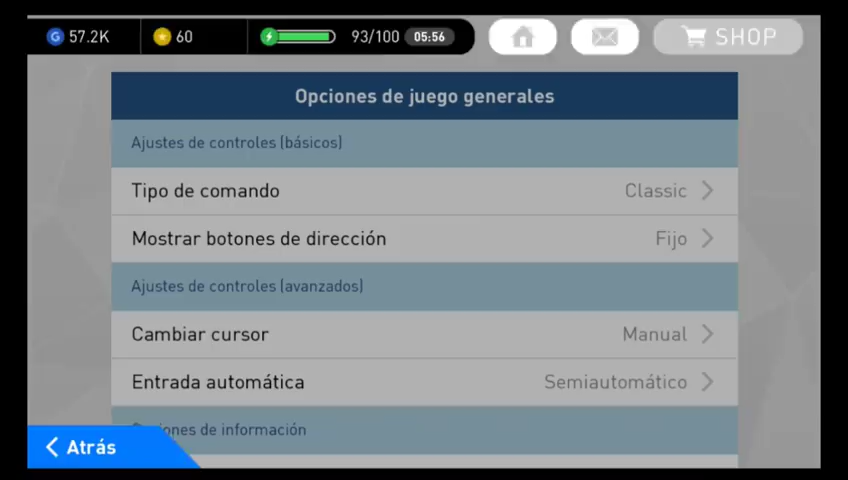 57.2K 60 93/100 05:56 SHOP
Opciones de juego generales
Ajustes de controles (básicos)
Tipo de comando Classic
Mostrar botones de dirección Fijo
Ajustes de controles (avanzados)
Cambiar cursor Manual
Entrada automática Semiautomático
Opciones de información
Atrás